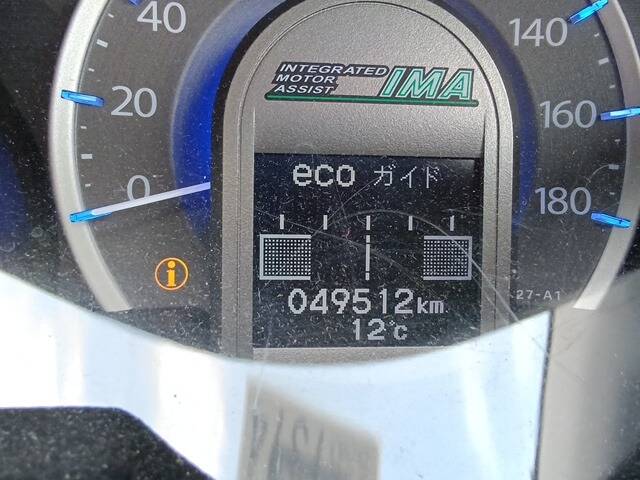 40
20
0
140
160
180
INTEGRATED
MOTOR
ASSIST
IMA
eco ガイド
049512km
12℃
27-A1